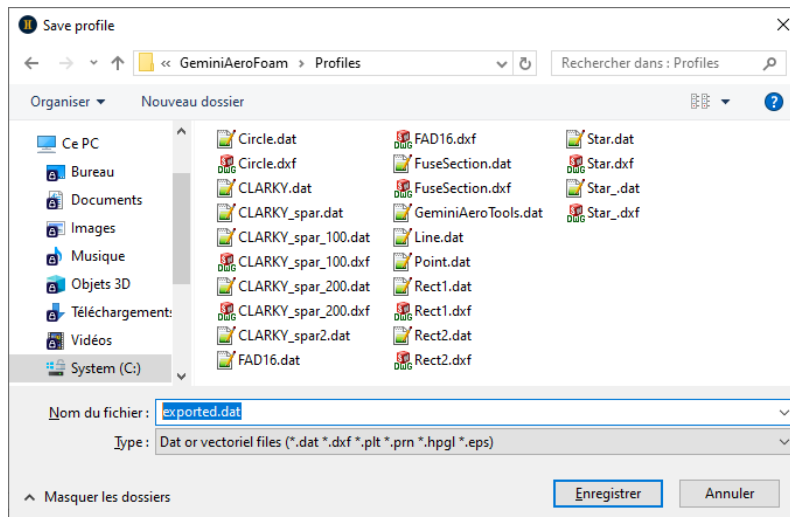 Save profile
« GeminiAeroFoam > Profiles
Rechercher dans : Profiles
Organiser
Nouveau dossier
Ce PC
Bureau
Documents
Images
Musique
Objets 3D
Téléchargements
Vidéos
System (C:)
Circle.dat
Circle.dxf
CLARKY.dat
CLARKY_spar.dat
CLARKY_spar_100.dat
CLARKY_spar_100.dxf
CLARKY_spar_200.dat
CLARKY_spar_200.dxf
CLARKY_spar2.dat
FAD16.dat
FAD16.dxf
FuseSection.dat
FuseSection.dxf
GeminiAeroTools.dat
Line.dat
Point.dat
Rect1.dat
Rect1.dxf
Rect2.dat
Rect2.dxf
Star.dat
Star.dxf
Star_.dat
Star_.dxf
Nom du fichier : exported.dat
Type : Dat or vectoriel files (*.dat *.dxf *.plt *.prn *.hpgl *.eps)
Masquer les dossiers
Enregistrer
Annuler